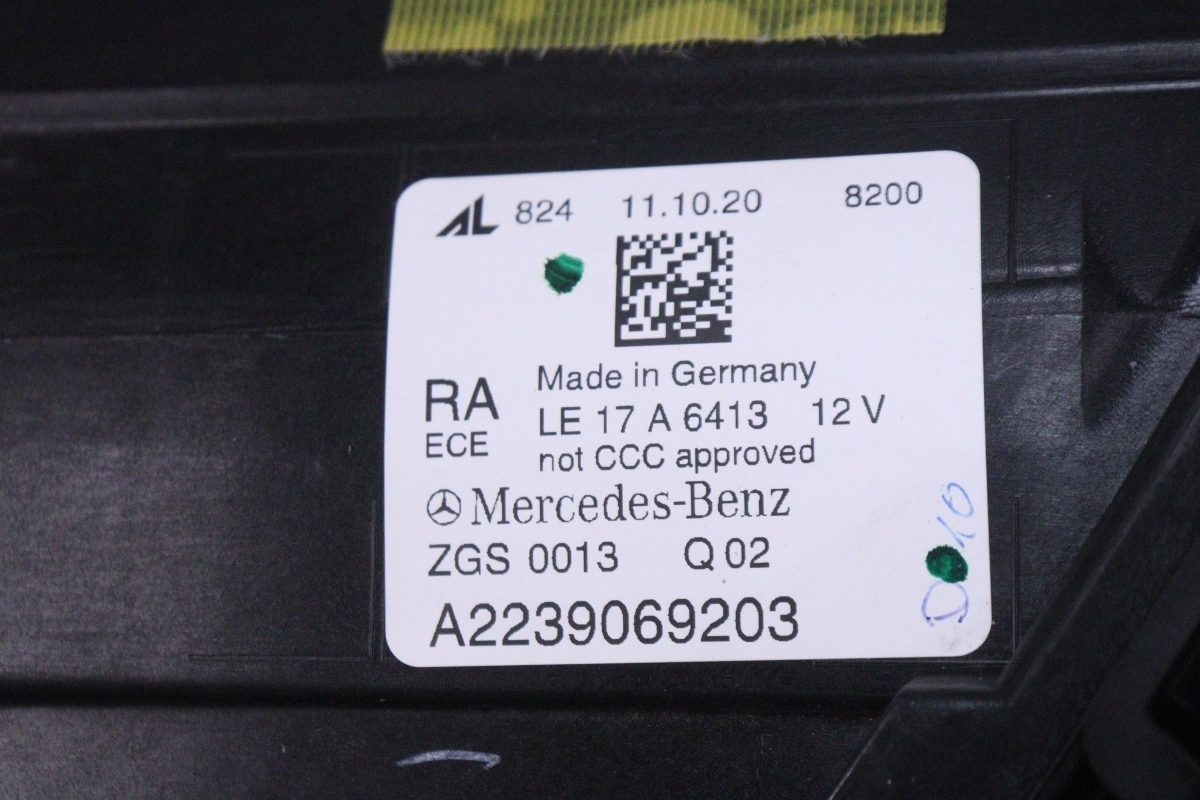 AL 824 11.10.20 8200
Made in Germany
RA LE 17 A 6413 12 V
ECE not CCC approved
Mercedes-Benz
ZGS 0013 Q 02
A2239069203